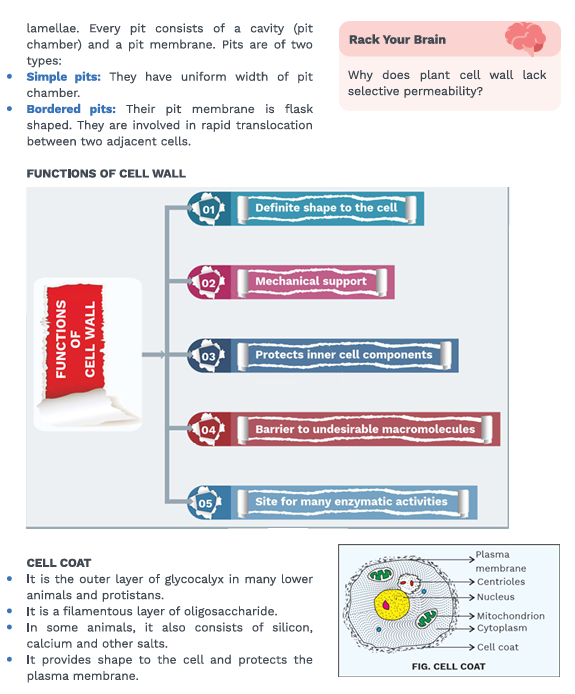 lamellae. Every pit consists of a cavity (pit
chamber) and a pit membrane. Pits are of two
types:
• Simple pits: They have uniform width of pit
chamber.
• Bordered pits: Their pit membrane is flask
shaped. They are involved in rapid translocation
between two adjacent cells.
Rack Your Brain
Why does plant cell wall lack
selective permeability?
FUNCTIONS OF CELL WALL
FUNCTIONS
OF
CELL WALL
01 Definite shape to the cell
02 Mechanical support
03 Protects inner cell components
04 Barrier to undesirable macromolecules
05 Site for many enzymatic activities
CELL COAT
• It is the outer layer of glycocalyx in many lower
animals and protistans.
• It is a filamentous layer of oligosaccharide.
• In some animals, it also consists of silicon,
calcium and other salts.
• It provides shape to the cell and protects the
plasma membrane.
Plasma
membrane
Centrioles
Nucleus
Mitochondrion
Cytoplasm
Cell coat
FIG. CELL COAT